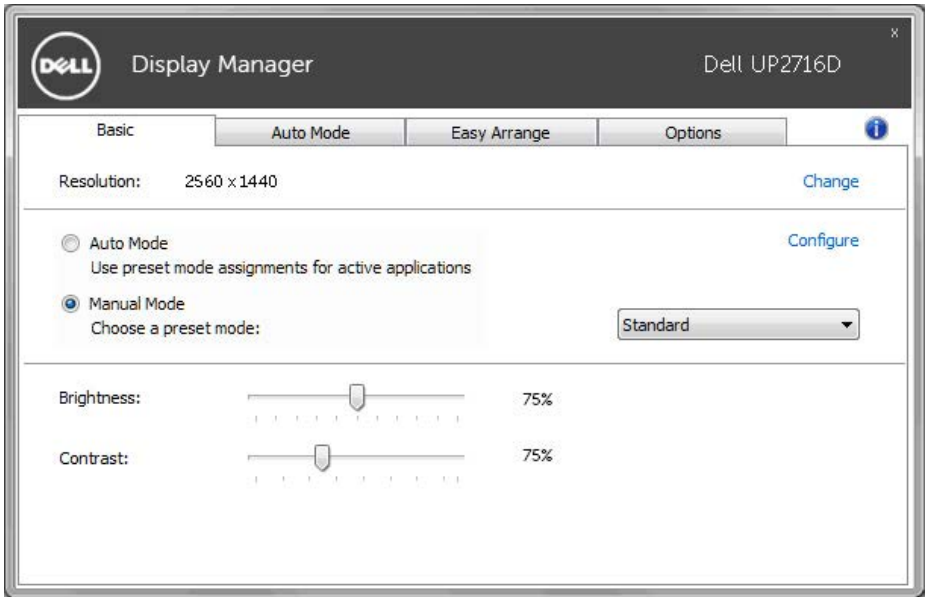 x
DELL Display Manager Dell UP2716D
Basic Auto Mode Easy Arrange Options i
Resolution: 2560 x 1440 Change
Auto Mode Configure
Use preset mode assignments for active applications
Manual Mode
Choose a preset mode: Standard
Brightness: 75%
Contrast: 75%